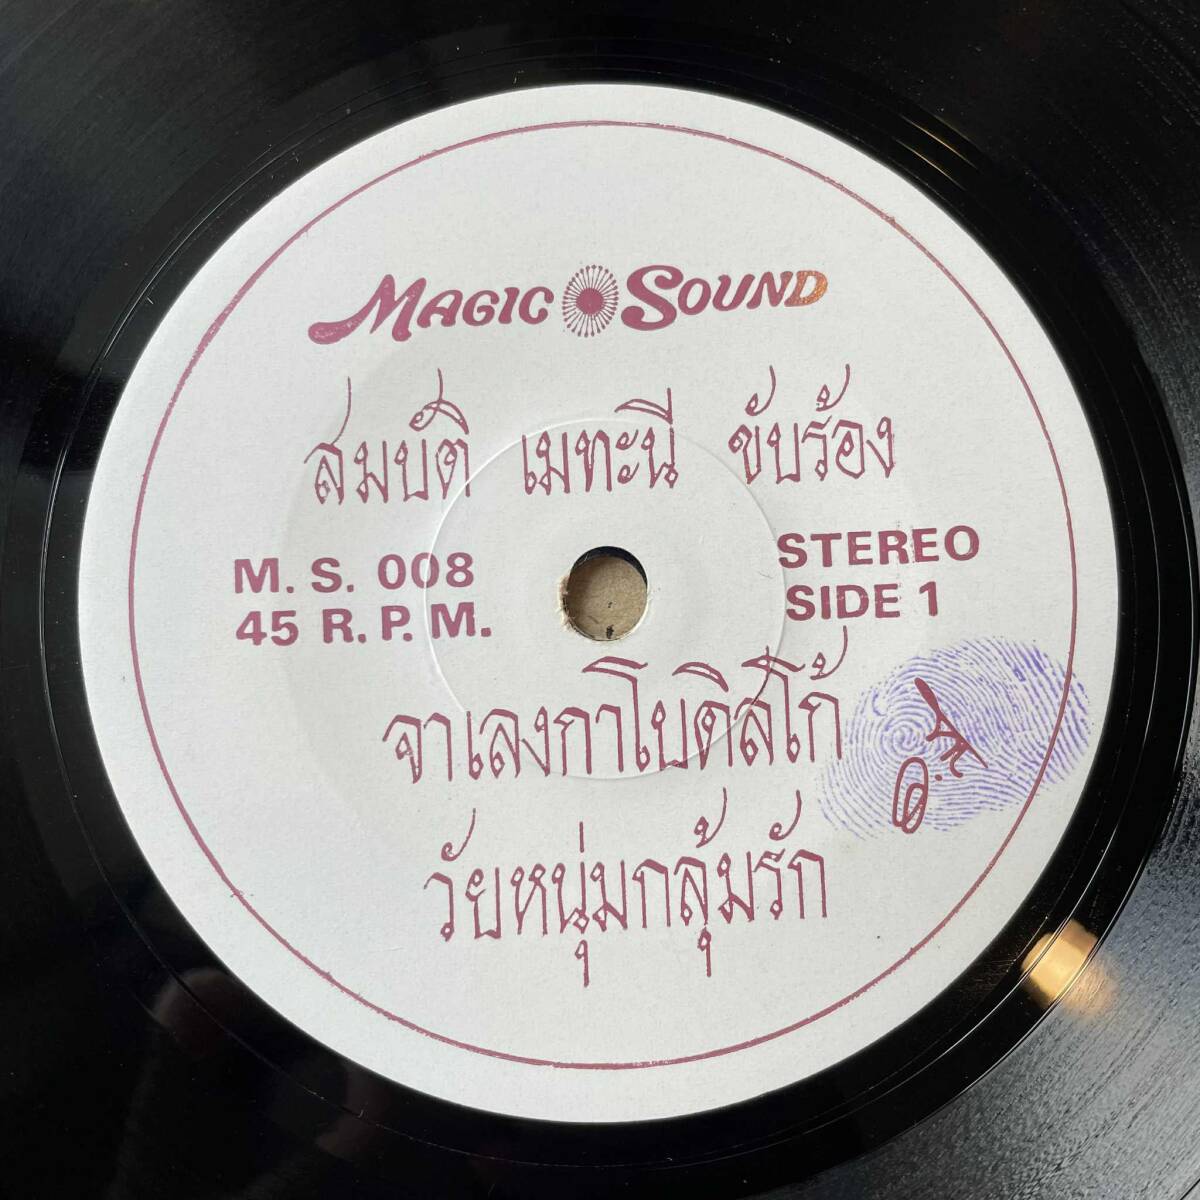 MAGIC SOUND
สมบัติ เมทะนี ขับร้อง
M. S. 008
45 R. P. M.
STEREO
SIDE 1
จาเลงกาโบดิสโก้
วัยหนุ่มกลุ้มรัก